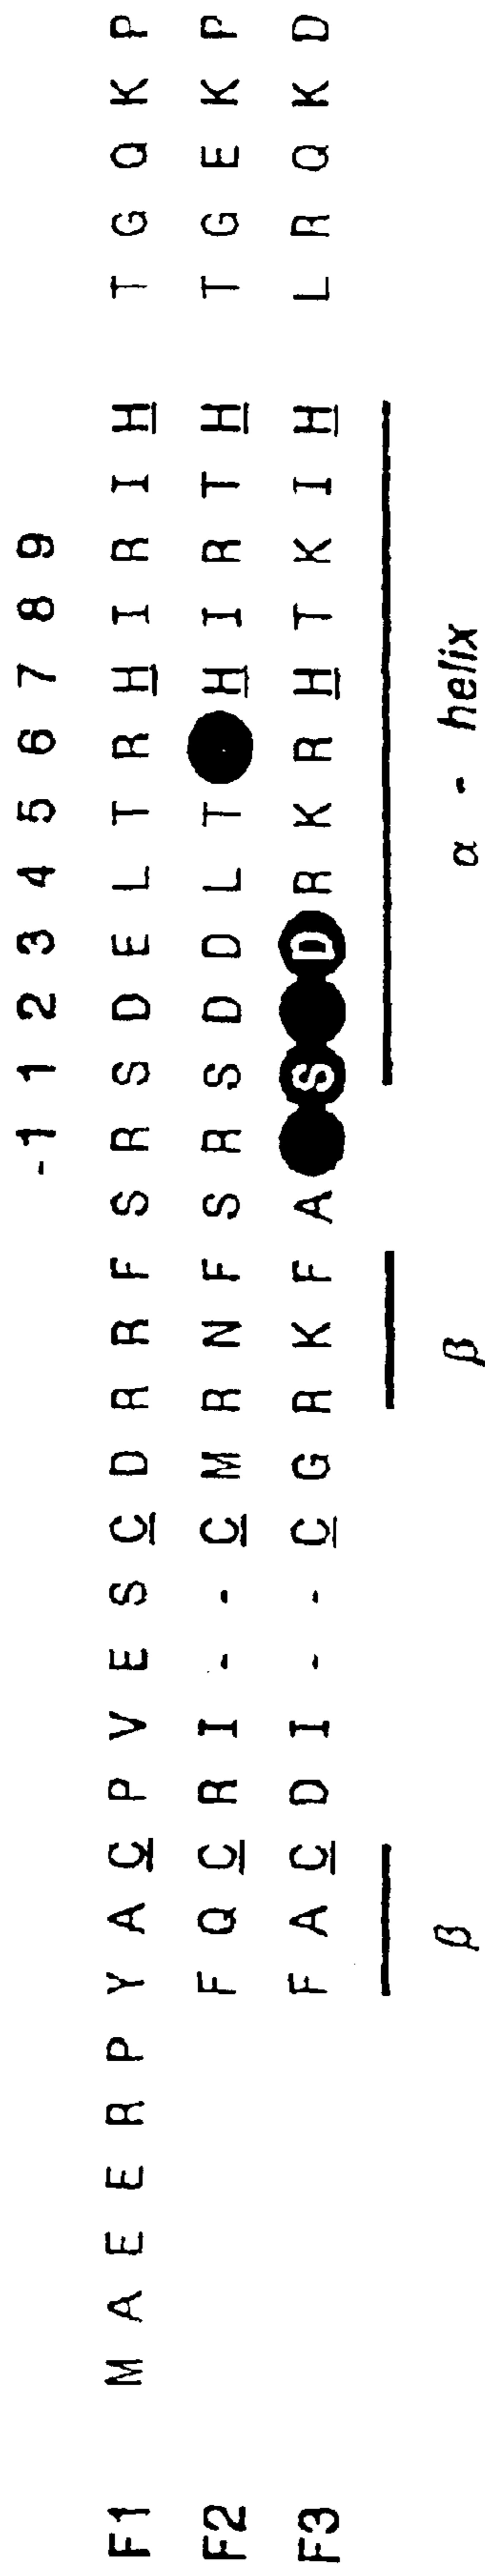 -1 1 2 3 4 5 6 7 8 9
F1 M A E E R P Y A C P V E S C D R R F S R S D E L T R H I R I H T G Q K P
F2 F Q C R I - - C M R N F S R S D D L T H I R T H T G E K P
F3 F A C D I - - C G R K F A S D R K R H T K I H L R Q K D
β β α - helix